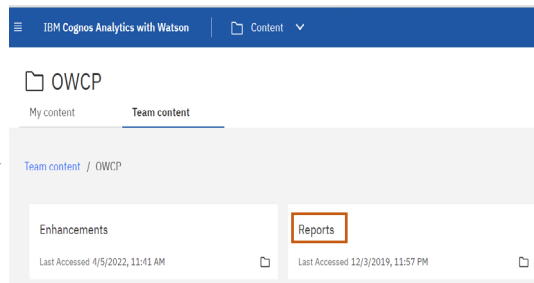 IBM Cognos Analytics with Watson Content
OWCP
My content Team content
Team content / OWCP
Enhancements Reports
Last Accessed 4/5/2022, 11:41 AM Last Accessed 12/3/2019, 11:57 PM